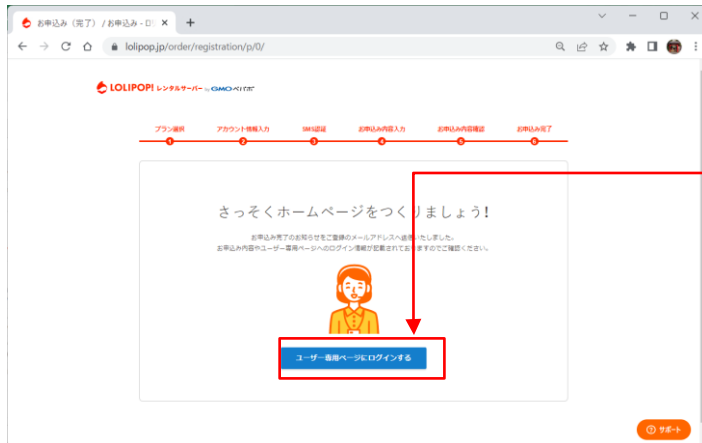 お申込み（完了）/ お申込み - D
lolipop.jp/order/registration/p/0/
LOLIPOP! レンタルサーバー by GMOペパボ
プラン選択 アカウント情報入力 SMS認証 お申込み内容入力 お申込み内容確認 お申込み完了
1 2 3 4 5 6
さっそくホームページをつくりましょう!
お申込み完了のお知らせをご登録のメールアドレスへ送信いたしました。
お申込み内容やユーザー専用ページへのログイン情報が記載されておりますのでご確認ください。
ユーザー専用ページにログインする
サポート